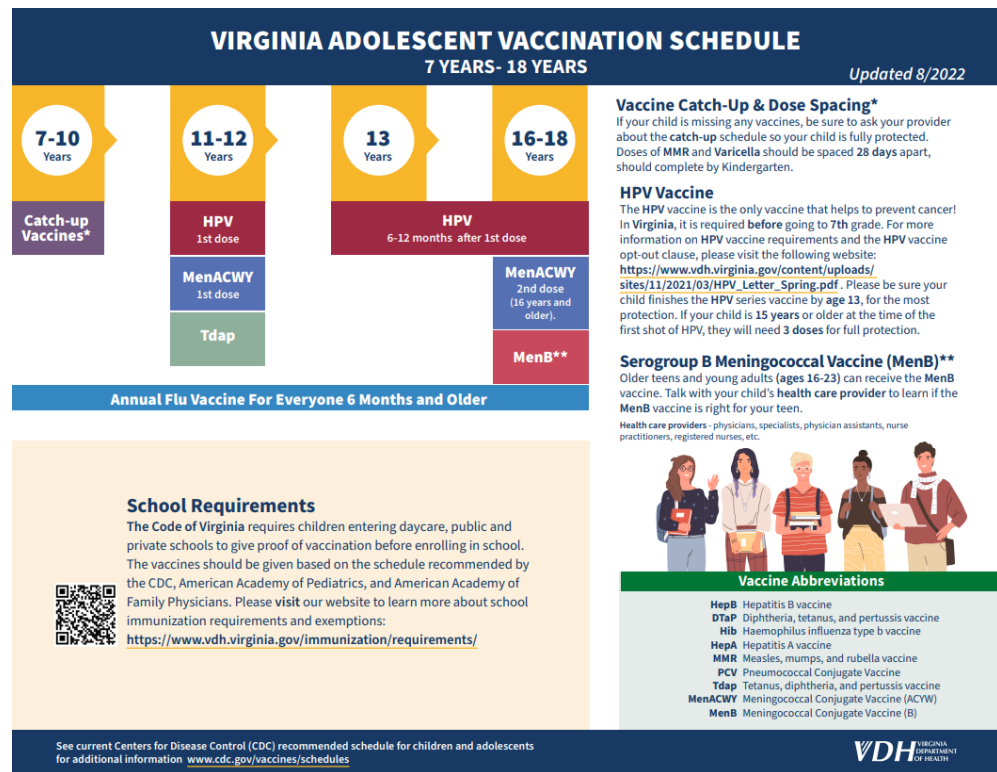 VIRGINIA ADOLESCENT VACCINATION SCHEDULE
7 YEARS- 18 YEARS
Updated 8/2022
7-10
Years
11-12
Years
13
Years
16-18
Years
Catch-up
Vaccines*
HPV
1st dose
HPV
6-12 months after 1st dose
MenACWY
1st dose
MenACWY
2nd dose
(16 years and
older).
Tdap
MenB**
Annual Flu Vaccine For Everyone 6 Months and Older
School Requirements
The Code of Virginia requires children entering daycare, public and
private schools to give proof of vaccination before enrolling in school.
The vaccines should be given based on the schedule recommended by
the CDC, American Academy of Pediatrics, and American Academy of
Family Physicians. Please visit our website to learn more about school
immunization requirements and exemptions:
https://www.vdh.virginia.gov/immunization/requirements/
Vaccine Catch-Up & Dose Spacing*
If your child is missing any vaccines, be sure to ask your provider
about the catch-up schedule so your child is fully protected.
Doses of MMR and Varicella should be spaced 28 days apart,
should complete by Kindergarten.
HPV Vaccine
The HPV vaccine is the only vaccine that helps to prevent cancer!
In Virginia, it is required before going to 7th grade. For more
information on HPV vaccine requirements and the HPV vaccine
opt-out clause, please visit the following website:
https://www.vdh.virginia.gov/content/uploads/
sites/11/2021/03/HPV_Letter_Spring.pdf . Please be sure your
child finishes the HPV series vaccine by age 13, for the most
protection. If your child is 15 years or older at the time of the
first shot of HPV, they will need 3 doses for full protection.
Serogroup B Meningococcal Vaccine (MenB)**
Older teens and young adults (ages 16-23) can receive the MenB
vaccine. Talk with your child's health care provider to learn if the
MenB vaccine is right for your teen.
Health care providers - physicians, specialists, physician assistants, nurse
practitioners, registered nurses, etc.
Vaccine Abbreviations
HepB Hepatitis B vaccine
DTaP Diphtheria, tetanus, and pertussis vaccine
Hib Haemophilus influenza type b vaccine
HepA Hepatitis A vaccine
MMR Measles, mumps, and rubella vaccine
PCV Pneumococcal Conjugate Vaccine
Tdap Tetanus, diphtheria, and pertussis vaccine
MenACWY Meningococcal Conjugate Vaccine (ACYW)
MenB Meningococcal Conjugate Vaccine (B)
See current Centers for Disease Control (CDC) recommended schedule for children and adolescents
for additional information www.cdc.gov/vaccines/schedules
VDH VIRGINIA
DEPARTMENT
OF HEALTH